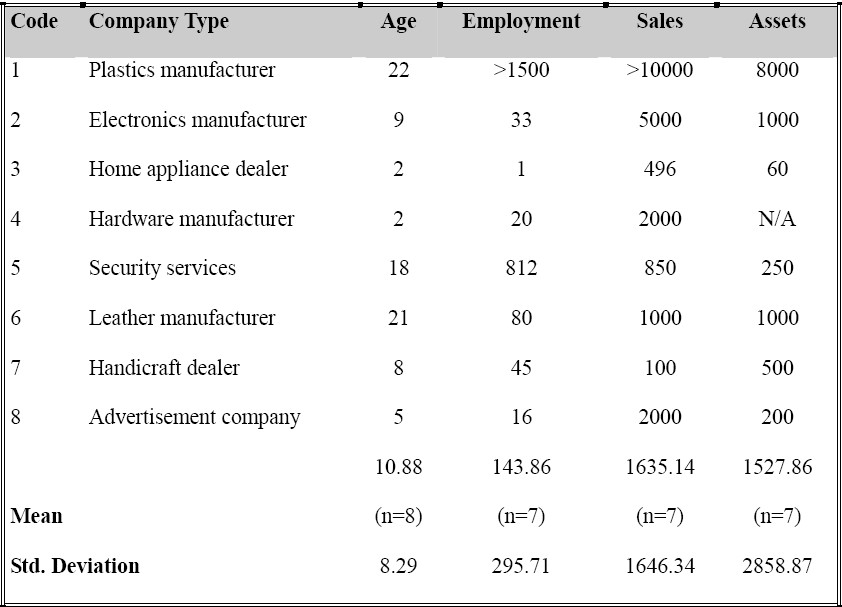 Code Company Type Age Employment Sales Assets
1 Plastics manufacturer 22 >1500 >10000 8000
2 Electronics manufacturer 9 33 5000 1000
3 Home appliance dealer 2 1 496 60
4 Hardware manufacturer 2 20 2000 N/A
5 Security services 18 812 850 250
6 Leather manufacturer 21 80 1000 1000
7 Handicraft dealer 8 45 100 500
8 Advertisement company 5 16 2000 200
10.88 143.86 1635.14 1527.86
Mean (n=8) (n=7) (n=7) (n=7)
Std. Deviation 8.29 295.71 1646.34 2858.87